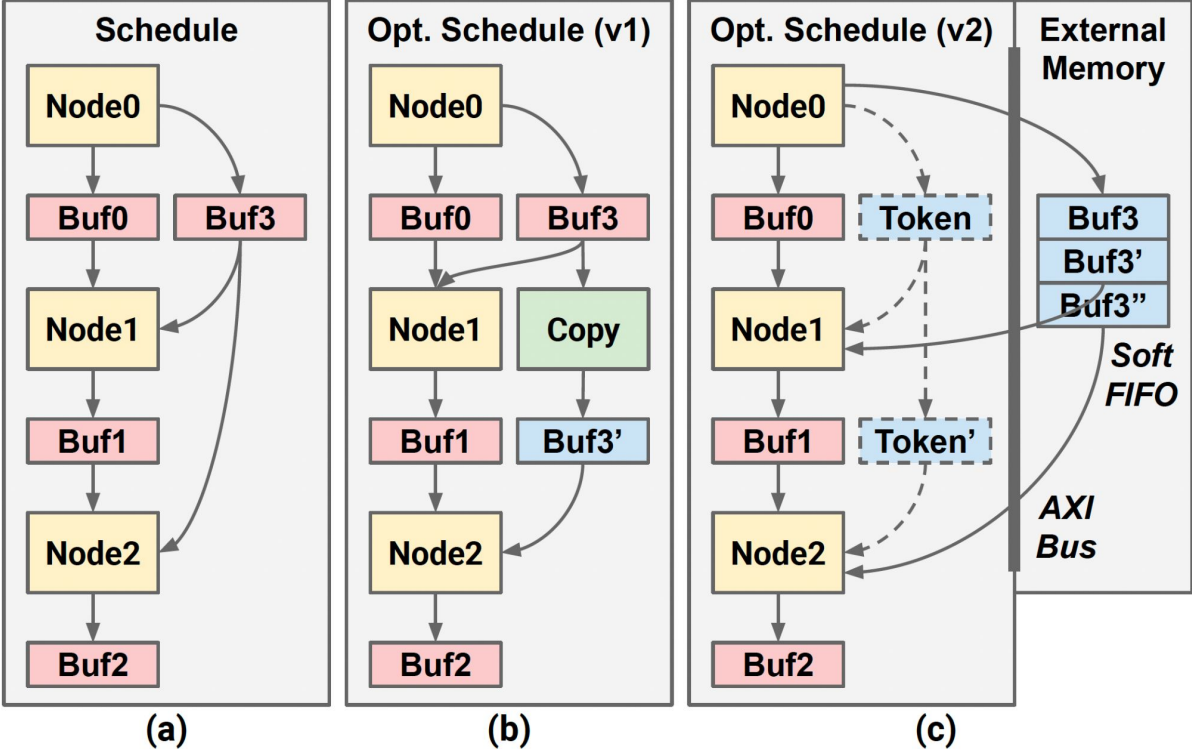 Schedule
Node0
Buf0
Buf3
Node1
Buf1
Node2
Buf2
(a)
Opt. Schedule (v1)
Node0
Buf0
Buf3
Node1
Copy
Buf1
Buf3’
Node2
Buf2
(b)
Opt. Schedule (v2)
Node0
Buf0
Token
Node1
Buf1
Token’
Node2
Buf2
External
Memory
Buf3
Buf3’
Buf3”
Soft
FIFO
AXI
Bus
(c)